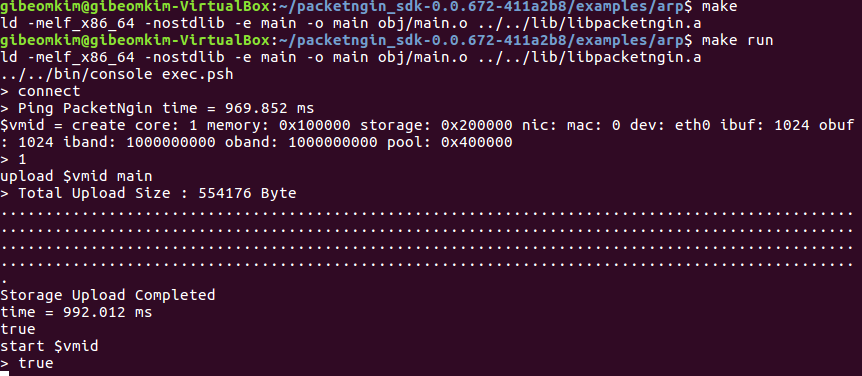 gibeomkim@gibeomkim-VirtualBox:~/packetngin_sdk-0.0.672-411a2b8/examples/arp$ make
ld -melf_x86_64 -nostdlib -e main -o main obj/main.o ../../lib/libpacketngin.a
gibeomkim@gibeomkim-VirtualBox:~/packetngin_sdk-0.0.672-411a2b8/examples/arp$ make run
ld -melf_x86_64 -nostdlib -e main -o main obj/main.o ../../lib/libpacketngin.a
../../bin/console exec.psh
> connect
> Ping PacketNgin time = 969.852 ms
$vmid = create core: 1 memory: 0x100000 storage: 0x200000 nic: mac: 0 dev: eth0 ibuf: 1024 obuf
: 1024 iband: 1000000000 oband: 1000000000 pool: 0x400000
> 1
upload $vmid main
> Total Upload Size : 554176 Byte
...............................................................................................
...............................................................................................
...............................................................................................
...............................................................................................
.
Storage Upload Completed
time = 992.012 ms
true
start $vmid
> true